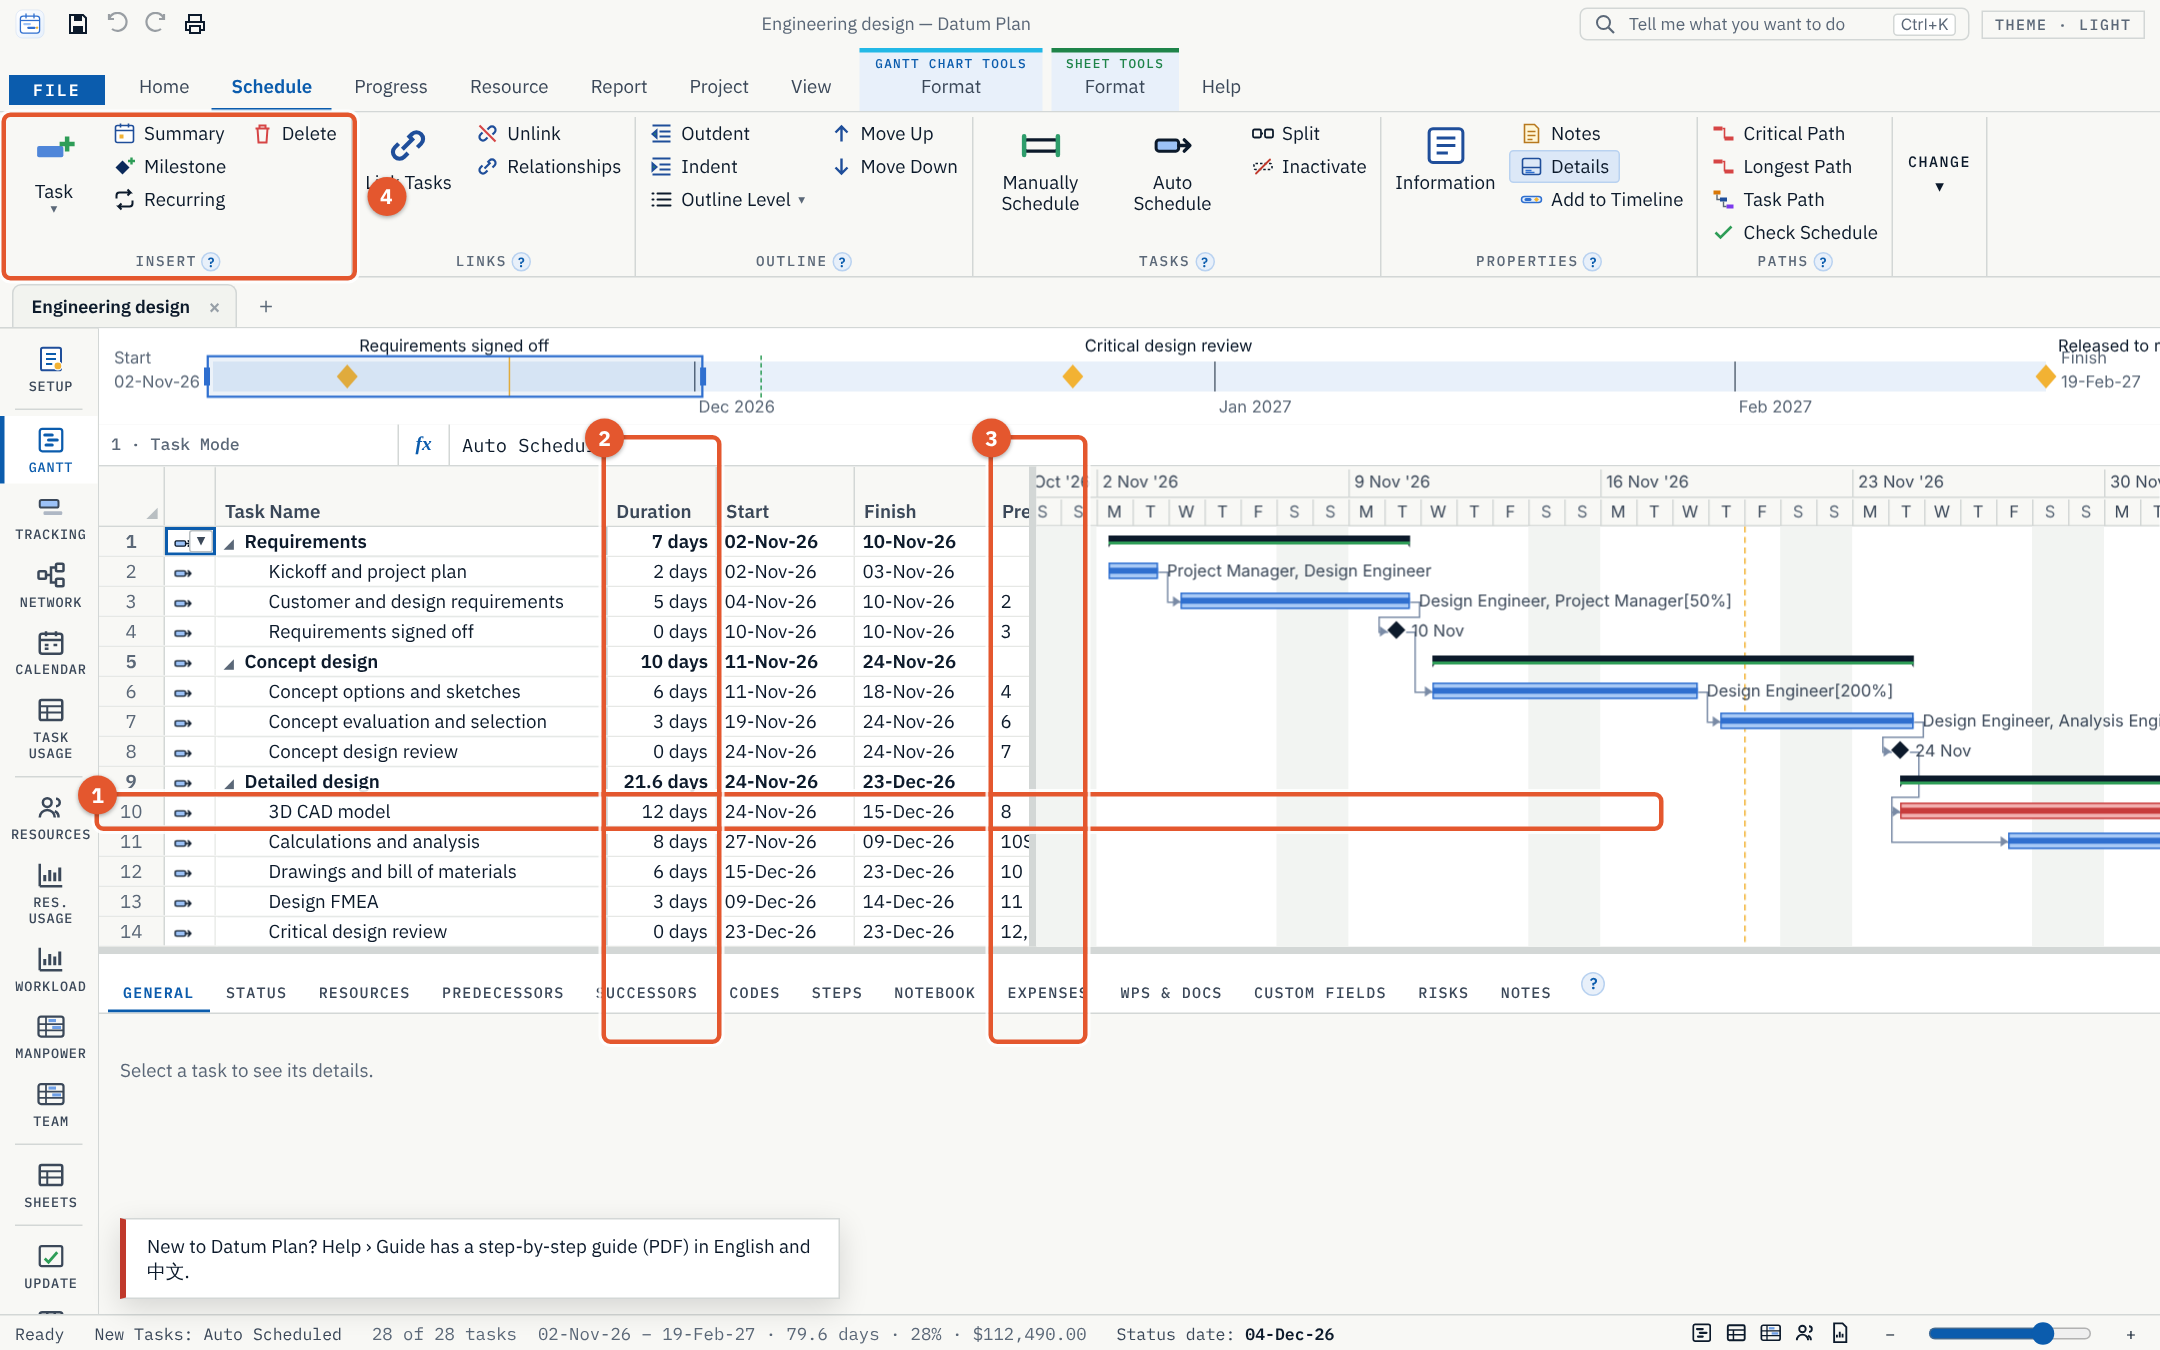 Engineering design — Datum Plan
Tell me what you want to do Ctrl+K
THEME · LIGHT
GANTT CHART TOOLS SHEET TOOLS
FILE Home Schedule Progress Resource Report Project View Format Format Help
Summary Delete Unlink Outdent Move Up Split Notes Critical Path
Milestone Relationships Indent Move Down Inactivate Details Longest Path
CHANGE
Task Tasks Manually Schedule Auto Schedule Information
Recurring 4 Outline Level Add to Timeline Task Path
Check Schedule
INSERT ? LINKS ? OUTLINE ? TASKS ? PROPERTIES ? PATHS ?
Engineering design × +
Requirements signed off Critical design review
Start
02-Nov-26
Finish
19-Feb-27
Dec 2026 Jan 2027 Feb 2027
1 · Task Mode fx Auto 2 3
Oct '26 2 Nov '26 9 Nov '26 16 Nov '26 23 Nov '26 30
Task Name Duration Start Finish Pre S S M T W T F S S M T W T F S S M T W T F S S M T W T F S S M T
1 Requirements 7 days 02-Nov-26 10-Nov-26
2 Kickoff and project plan 2 days 02-Nov-26 03-Nov-26 Project Manager, Design Engineer
3 Customer and design requirements 5 days 04-Nov-26 10-Nov-26 2 Design Engineer, Project Manager[50%]
4 Requirements signed off 0 days 10-Nov-26 10-Nov-26 3 10 Nov
5 Concept design 10 days 11-Nov-26 24-Nov-26
6 Concept options and sketches 6 days 11-Nov-26 18-Nov-26 4 Design Engineer[200%]
7 Concept evaluation and selection 3 days 19-Nov-26 24-Nov-26 6 Design Engineer, Analysis Engi
8 Concept design review 0 days 24-Nov-26 24-Nov-26 7 24 Nov
9 Detailed design 21.6 days 24-Nov-26 23-Dec-26
1
10 3D CAD model 12 days 24-Nov-26 15-Dec-26 8
11 Calculations and analysis 8 days 27-Nov-26 09-Dec-26 10S
12 Drawings and bill of materials 6 days 15-Dec-26 23-Dec-26 10
13 Design FMEA 3 days 09-Dec-26 14-Dec-26 11
14 Critical design review 0 days 23-Dec-26 23-Dec-26 12,
SETUP
GANTT
TRACKING
NETWORK
CALENDAR
TASK
USAGE
RESOURCES
RES.
USAGE
WORKLOAD
MANPOWER
TEAM
SHEETS
UPDATE
GENERAL STATUS RESOURCES PREDECESSORS SUCCESSORS CODES STEPS NOTEBOOK EXPENSES WPS & DOCS CUSTOM FIELDS RISKS NOTES ?
Select a task to see its details.
New to Datum Plan? Help › Guide has a step-by-step guide (PDF) in English and
中文.
Ready New Tasks: Auto Scheduled 28 of 28 tasks 02-Nov-26 – 19-Feb-27 · 79.6 days · 28% · $112,490.00 Status date: 04-Dec-26 − +